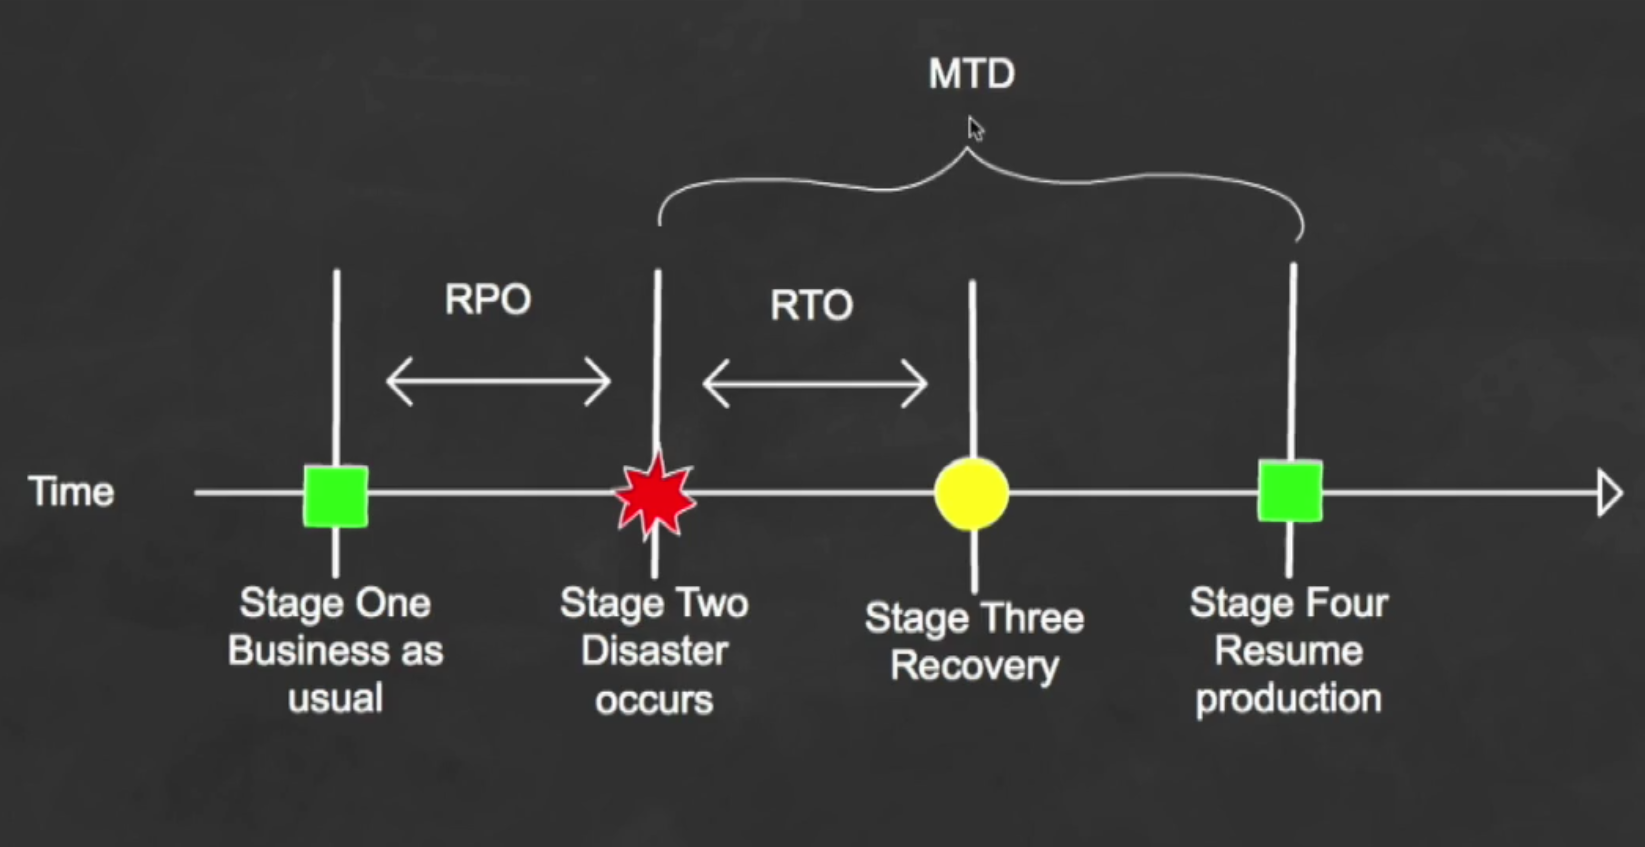 MTD
RPO
RTO
Time
Stage One
Business as
usual
Stage Two
Disaster
occurs
Stage Three
Recovery
Stage Four
Resume
production